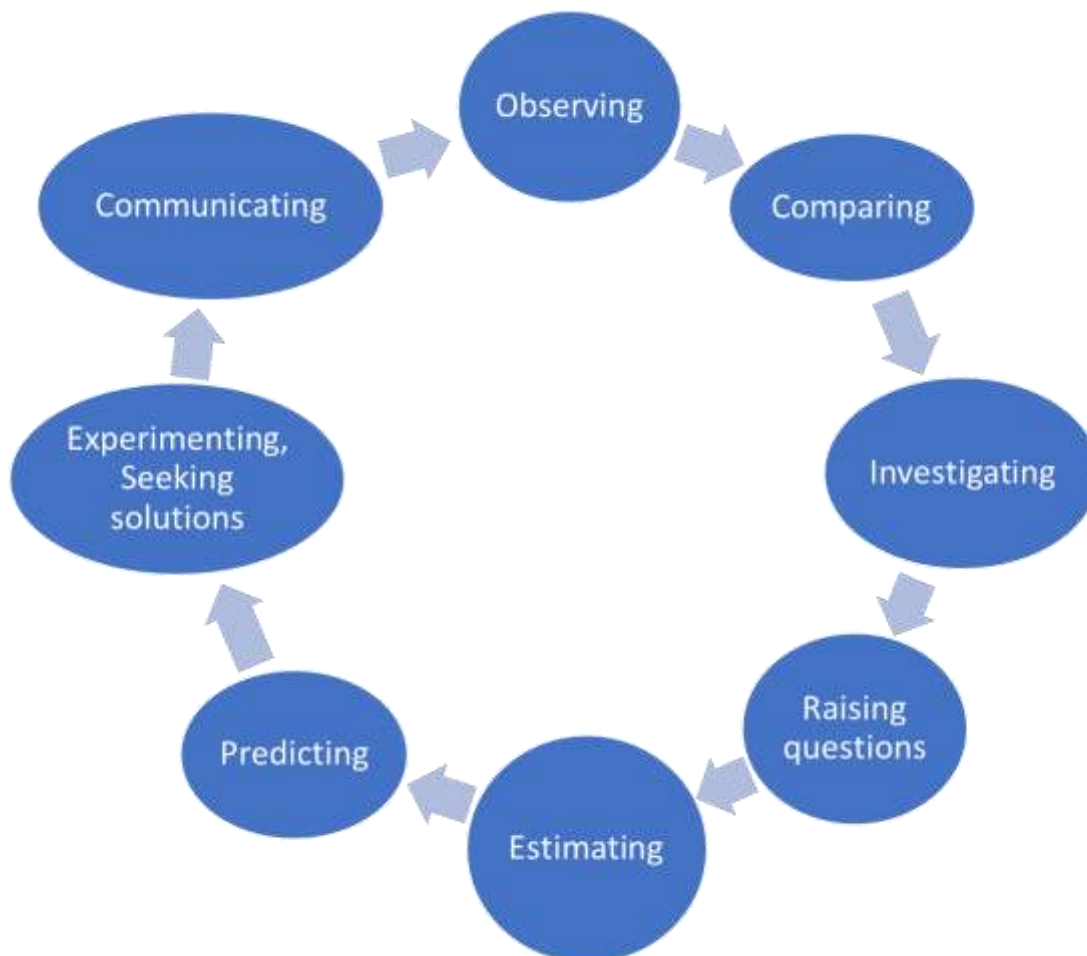 Observing
Comparing
Investigating
Raising
questions
Estimating
Predicting
Experimenting,
Seeking
solutions
Communicating